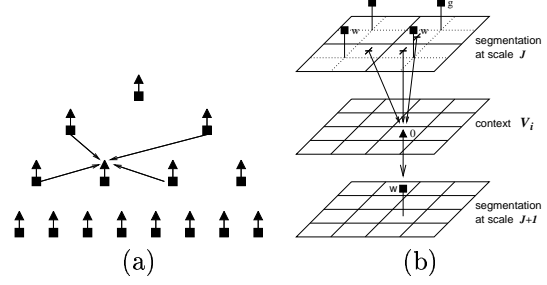 g
w
w
segmentation
at scale J
context V_i
0
w
segmentation
at scale J+1
(a)
(b)